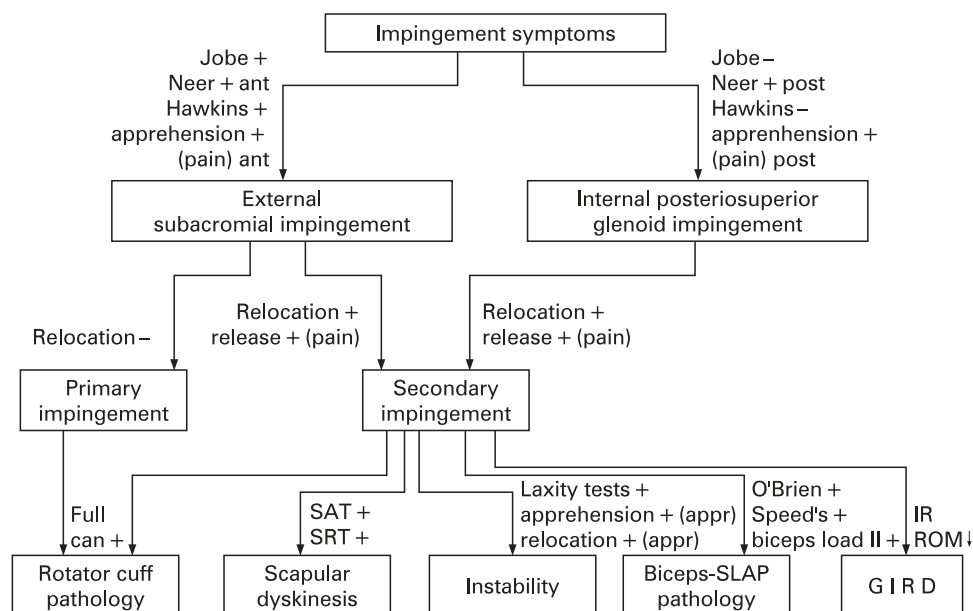 Impingement symptoms
Jobe +
Neer + ant
Hawkins +
apprehension +
(pain) ant
Jobe –
Neer + post
Hawkins –
apprenhension +
(pain) post
External
subacromial impingement
Internal posteriosuperior
glenoid impingement
Relocation –
Relocation +
release + (pain)
Relocation +
release + (pain)
Primary
impingement
Secondary
impingement
Full
can +
SAT +
SRT +
Laxity tests +
apprehension + (appr)
relocation + (appr)
O'Brien +
Speed's +
biceps load II +
IR
ROM↓
Rotator cuff
pathology
Scapular
dyskinesis
Instability
Biceps-SLAP
pathology
G I R D